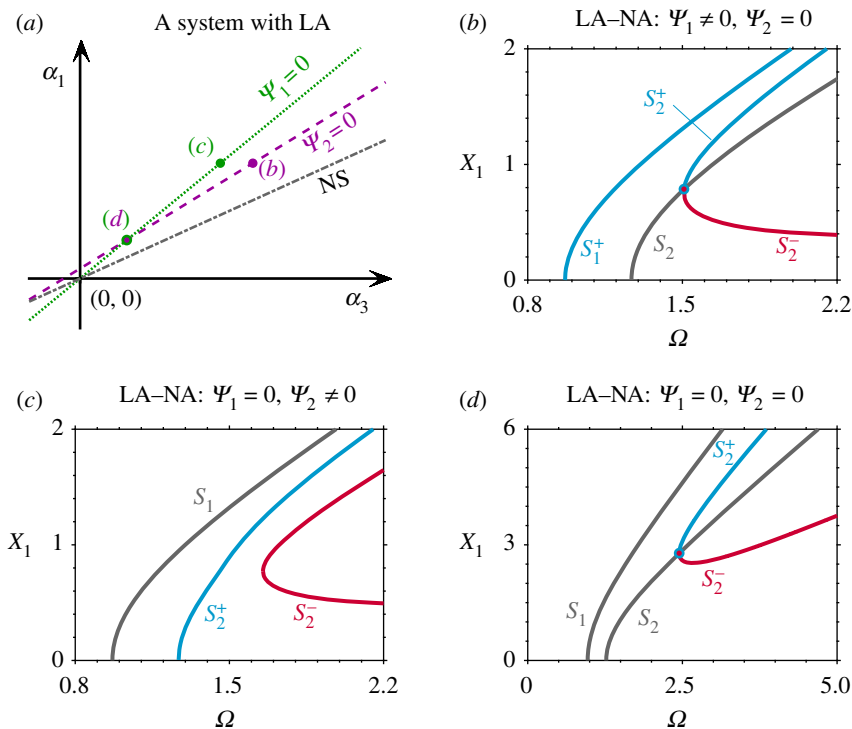 (a) A system with LA
α₁
Ψ₁ = 0
Ψ₂ = 0
(c)
(b)
NS
(d)
(0, 0)
α₃
(b) LA–NA: Ψ₁ ≠ 0, Ψ₂ = 0
2
X₁ 1
0
S₂⁺
S₁⁺
S₂
S₂⁻
0.8 1.5 2.2
Ω
(c) LA–NA: Ψ₁ = 0, Ψ₂ ≠ 0
2
X₁ 1
0
S₁
S₂⁺
S₂⁻
0.8 1.5 2.2
Ω
(d) LA–NA: Ψ₁ = 0, Ψ₂ = 0
6
X₁ 3
0
S₂⁺
S₁
S₂
S₂⁻
0 2.5 5.0
Ω